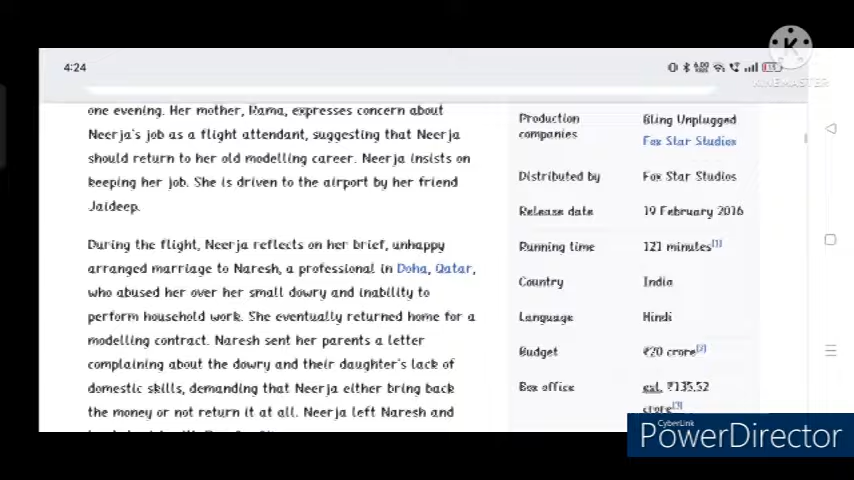 4:24
KINEMASTER
one evening. Her mother, Rama, expresses concern about
Neerja's job as a flight attendant, suggesting that Neerja
should return to her old modelling career. Neerja insists on
keeping her job. She is driven to the airport by her friend
Jaideep.
During the flight, Neerja reflects on her brief, unhappy
arranged marriage to Naresh, a professional in Doha, Qatar,
who abused her over her small dowry and inability to
perform household work. She eventually returned home for a
modelling contract. Naresh sent her parents a letter
complaining about the dowry and their daughter's lack of
domestic skills, demanding that Neerja either bring back
the money or not return it at all. Neerja left Naresh and
Production
companies
Bling Unplugged
Fox Star Studios
Distributed by
Fox Star Studios
Release date
19 February 2016
Running time
121 minutes[1]
Country
India
Language
Hindi
Budget
₹20 crore[2]
Box office
est. ₹135.52
crore[3]
CyberLink
PowerDirector